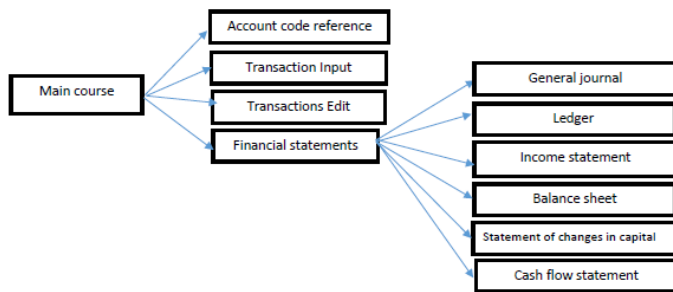 Account code reference
Transaction Input
Main course
Transactions Edit
Financial statements
General journal
Ledger
Income statement
Balance sheet
Statement of changes in capital
Cash flow statement